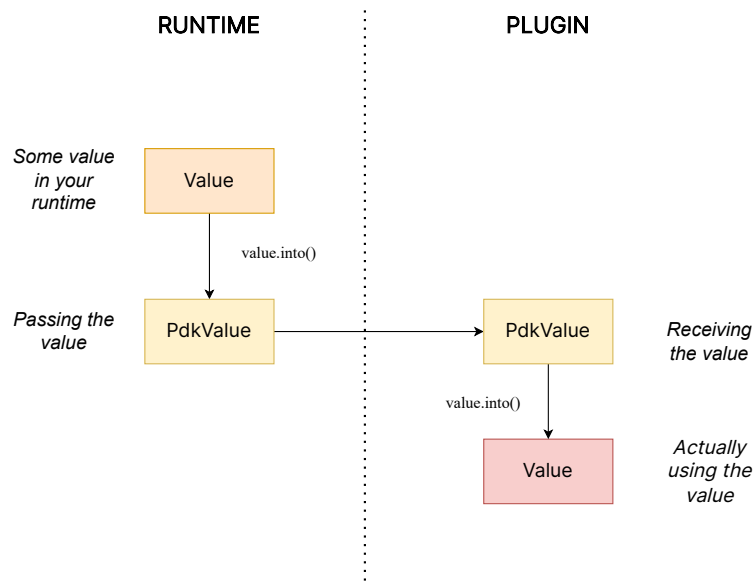 RUNTIME
PLUGIN
Some value
in your
runtime
Value
value.into()
Passing the
value
PdkValue
PdkValue
Receiving
the value
value.into()
Value
Actually
using the
value